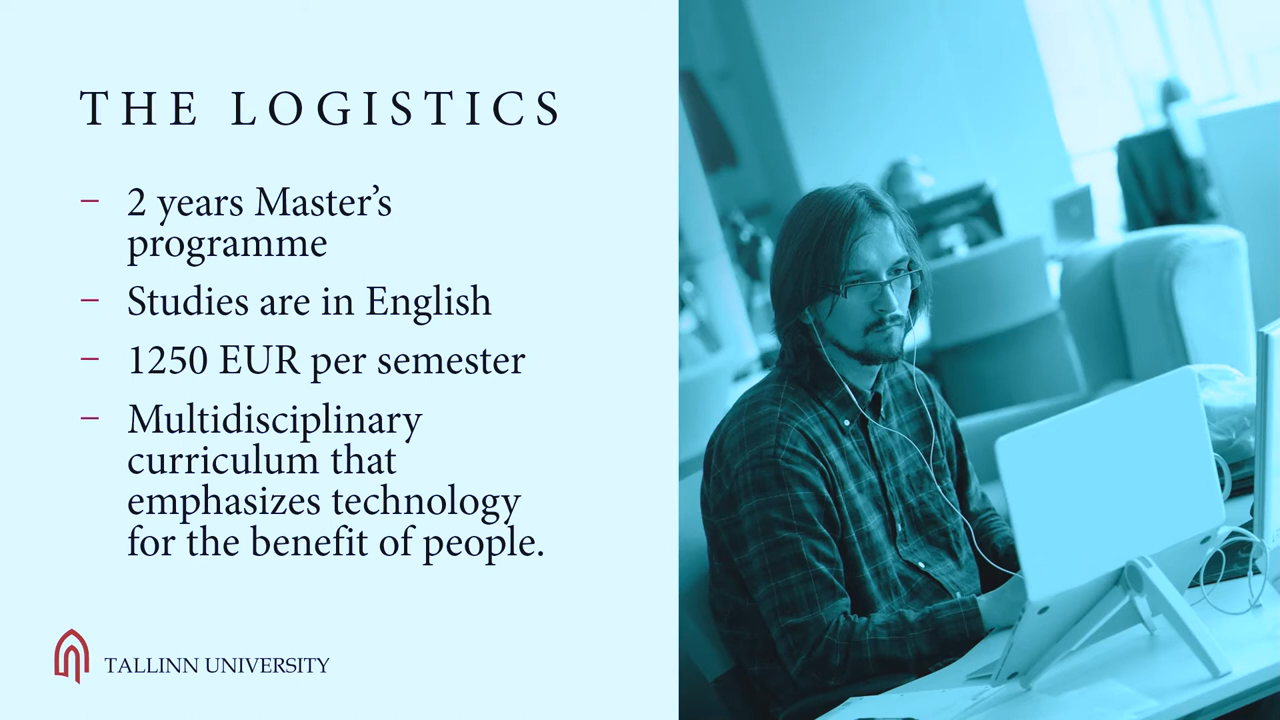 THE LOGISTICS
– 2 years Master’s
programme
– Studies are in English
– 1250 EUR per semester
– Multidisciplinary
curriculum that
emphasizes technology
for the benefit of people.
TALLINN UNIVERSITY